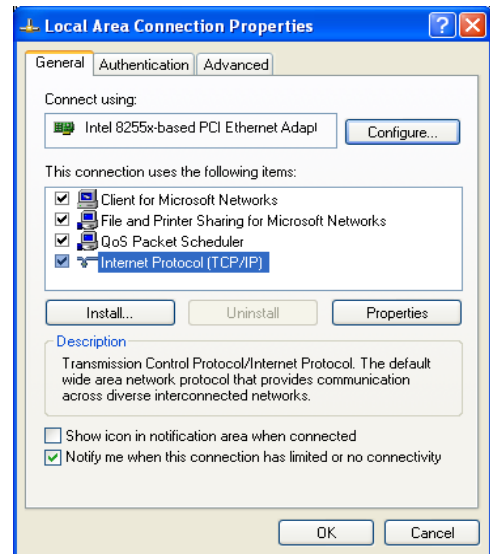 Local Area Connection Properties
General Authentication Advanced
Connect using:
Intel 8255x-based PCI Ethernet Adapt
Configure...
This connection uses the following items:
Client for Microsoft Networks
File and Printer Sharing for Microsoft Networks
QoS Packet Scheduler
Internet Protocol (TCP/IP)
Install... Uninstall Properties
Description
Transmission Control Protocol/Internet Protocol. The default
wide area network protocol that provides communication
across diverse interconnected networks.
Show icon in notification area when connected
Notify me when this connection has limited or no connectivity
OK Cancel